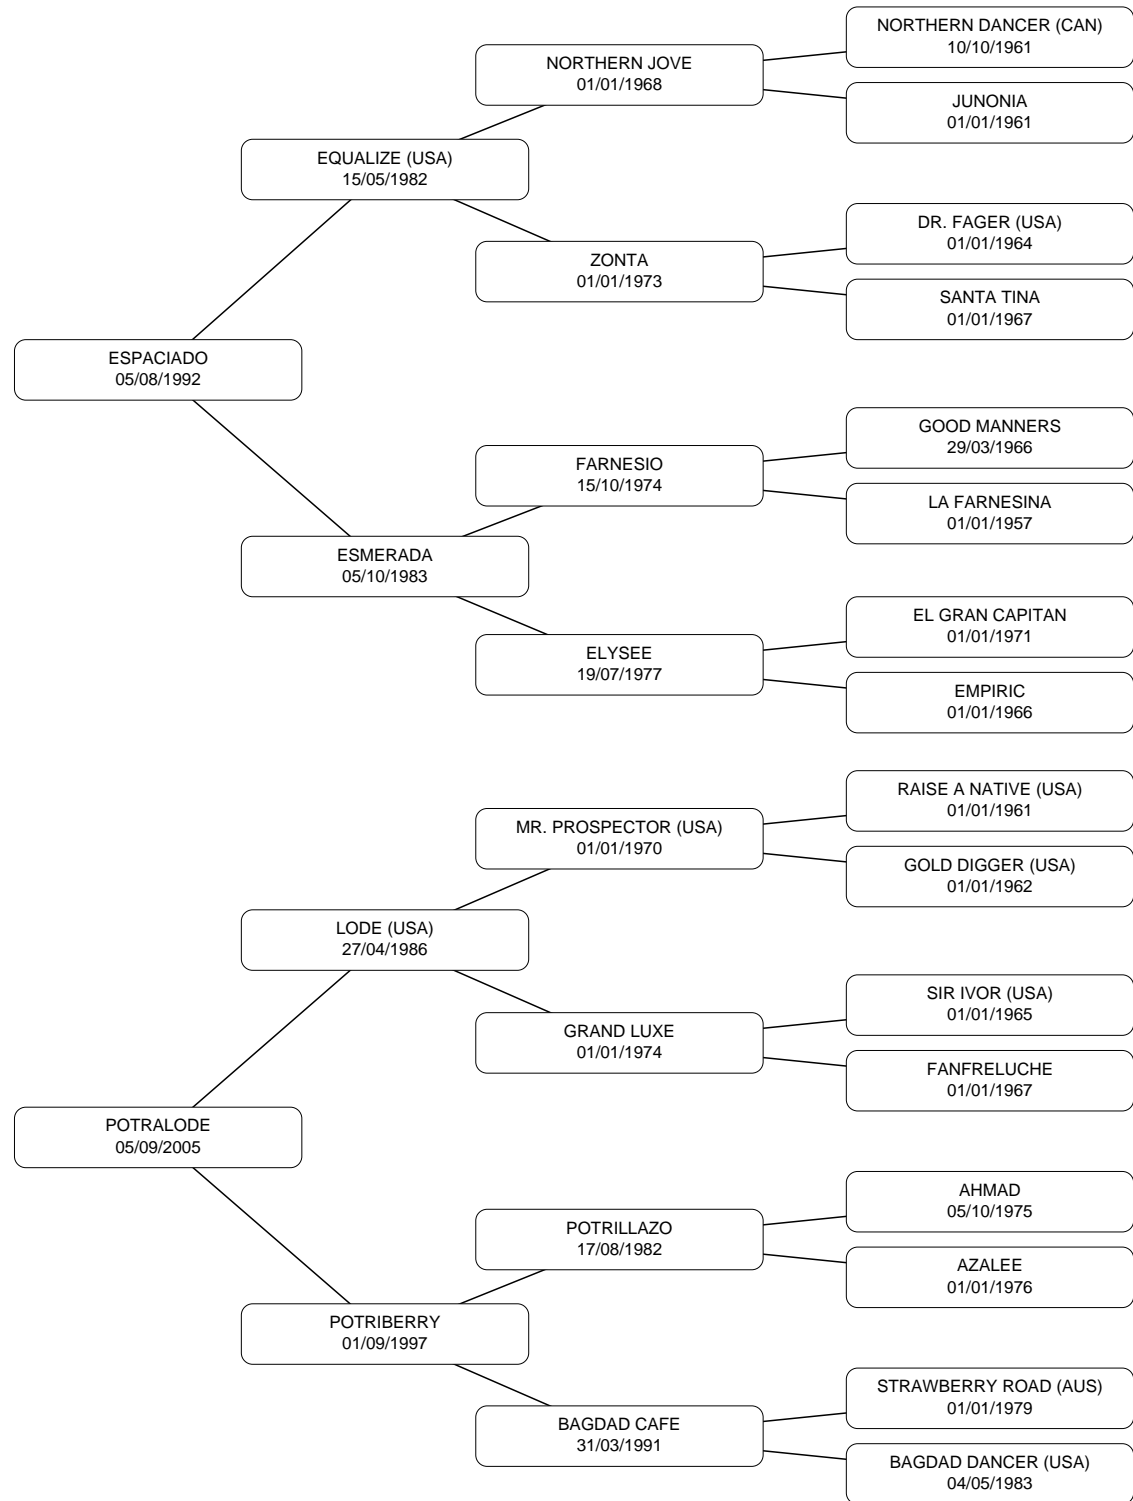 NORTHERN DANCER (CAN)
10/10/1961
NORTHERN JOVE
01/01/1968
JUNONIA
01/01/1961
EQUALIZE (USA)
15/05/1982
DR. FAGER (USA)
01/01/1964
ZONTA
01/01/1973
SANTA TINA
01/01/1967
ESPACIADO
05/08/1992
GOOD MANNERS
29/03/1966
FARNESIO
15/10/1974
LA FARNESINA
01/01/1957
ESMERADA
05/10/1983
EL GRAN CAPITAN
01/01/1971
ELYSEE
19/07/1977
EMPIRIC
01/01/1966
RAISE A NATIVE (USA)
01/01/1961
MR. PROSPECTOR (USA)
01/01/1970
GOLD DIGGER (USA)
01/01/1962
LODE (USA)
27/04/1986
SIR IVOR (USA)
01/01/1965
GRAND LUXE
01/01/1974
FANFRELUCHE
01/01/1967
POTRALODE
05/09/2005
AHMAD
05/10/1975
POTRILLAZO
17/08/1982
AZALEE
01/01/1976
POTRIBERRY
01/09/1997
STRAWBERRY ROAD (AUS)
01/01/1979
BAGDAD CAFE
31/03/1991
BAGDAD DANCER (USA)
04/05/1983